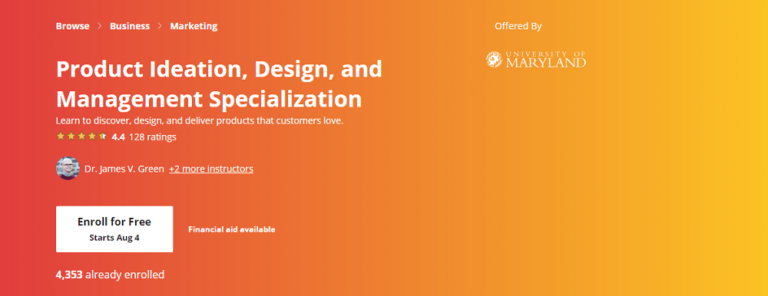 Browse > Business > Marketing
Offered By
UNIVERSITY OF
MARYLAND
Product Ideation, Design, and
Management Specialization
Learn to discover, design, and deliver products that customers love.
4.4 128 ratings
Dr. James V. Green +2 more instructors
Enroll for Free
Starts Aug 4
Financial aid available
4,353 already enrolled